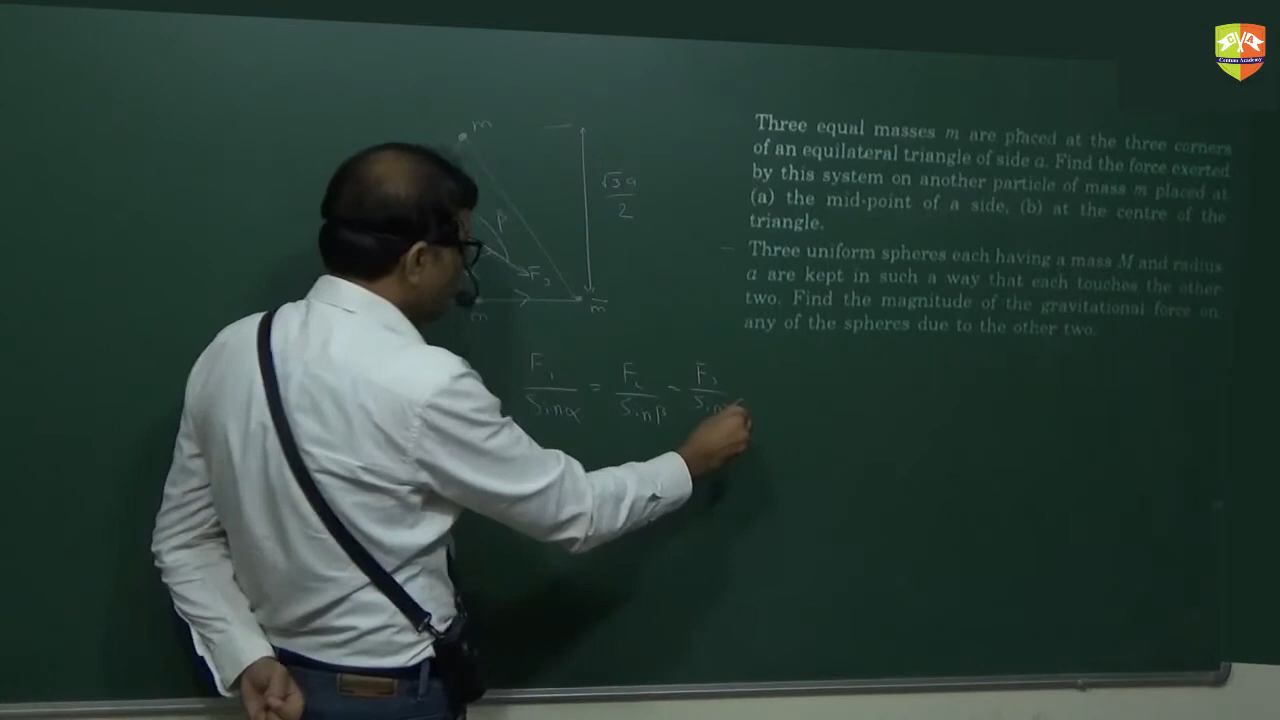 m
√3a
2
β
F₃
m
m
F₁ = F₂ = F₃
Sinα Sinβ Sin
Three equal masses m are placed at the three corners
of an equilateral triangle of side a. Find the force exerted
by this system on another particle of mass m placed at
(a) the mid-point of a side, (b) at the centre of the
triangle.
Three uniform spheres each having a mass M and radius
a are kept in such a way that each touches the other
two. Find the magnitude of the gravitational force on
any of the spheres due to the other two.
Centum Academy